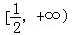 [1/2, +∞)